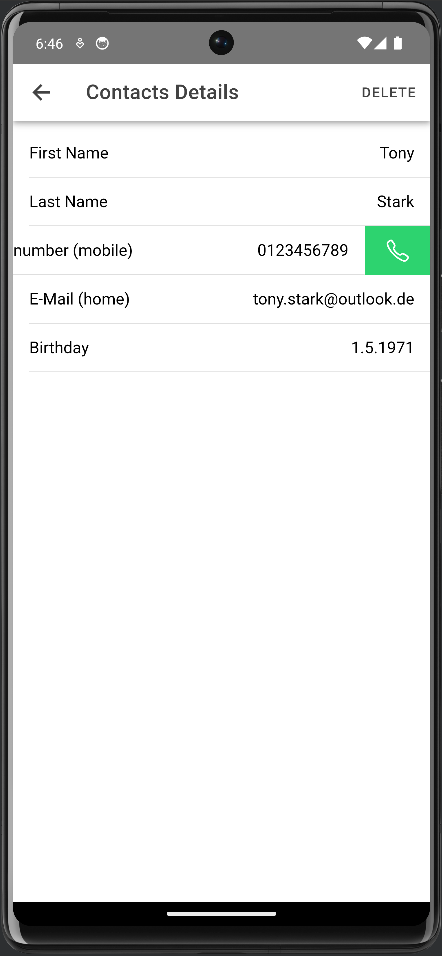 6:46
Contacts Details DELETE
First Name Tony
Last Name Stark
number (mobile) 0123456789
E-Mail (home) tony.stark@outlook.de
Birthday 1.5.1971